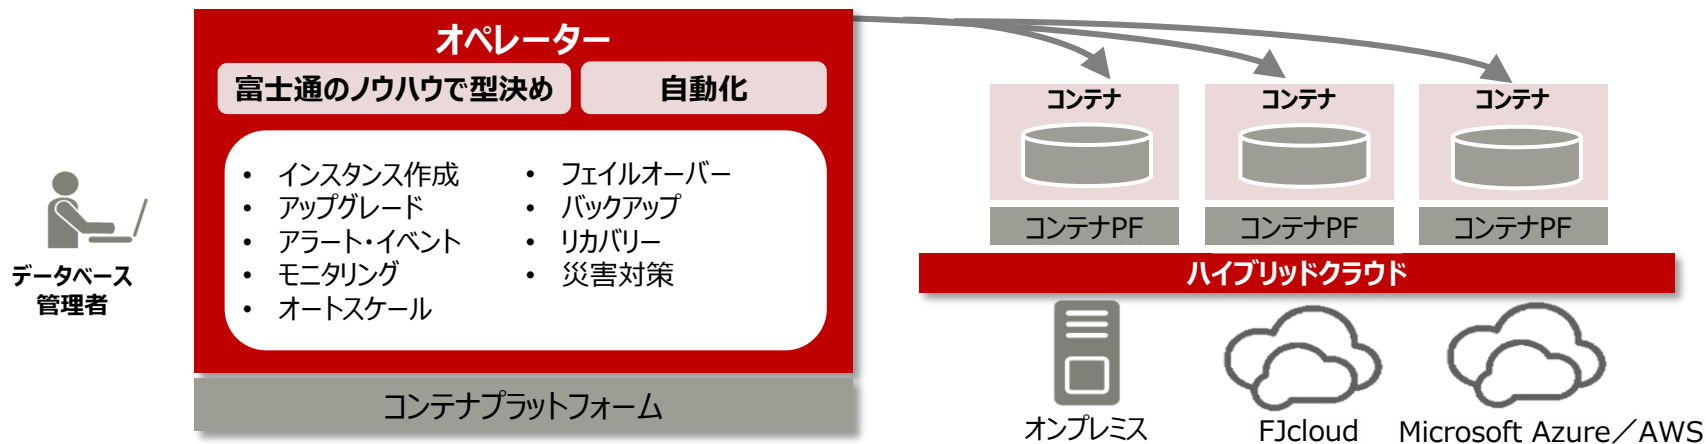 オペレーター
富士通のノウハウで型決め
自動化
・ インスタンス作成
・ アップグレード
・ アラート・イベント
・ モニタリング
・ オートスケール
・ フェイルオーバー
・ バックアップ
・ リカバリー
・ 災害対策
データベース
管理者
コンテナプラットフォーム
コンテナ
コンテナ
コンテナ
コンテナPF
コンテナPF
コンテナPF
ハイブリッドクラウド
オンプレミス
FJcloud
Microsoft Azure／AWS